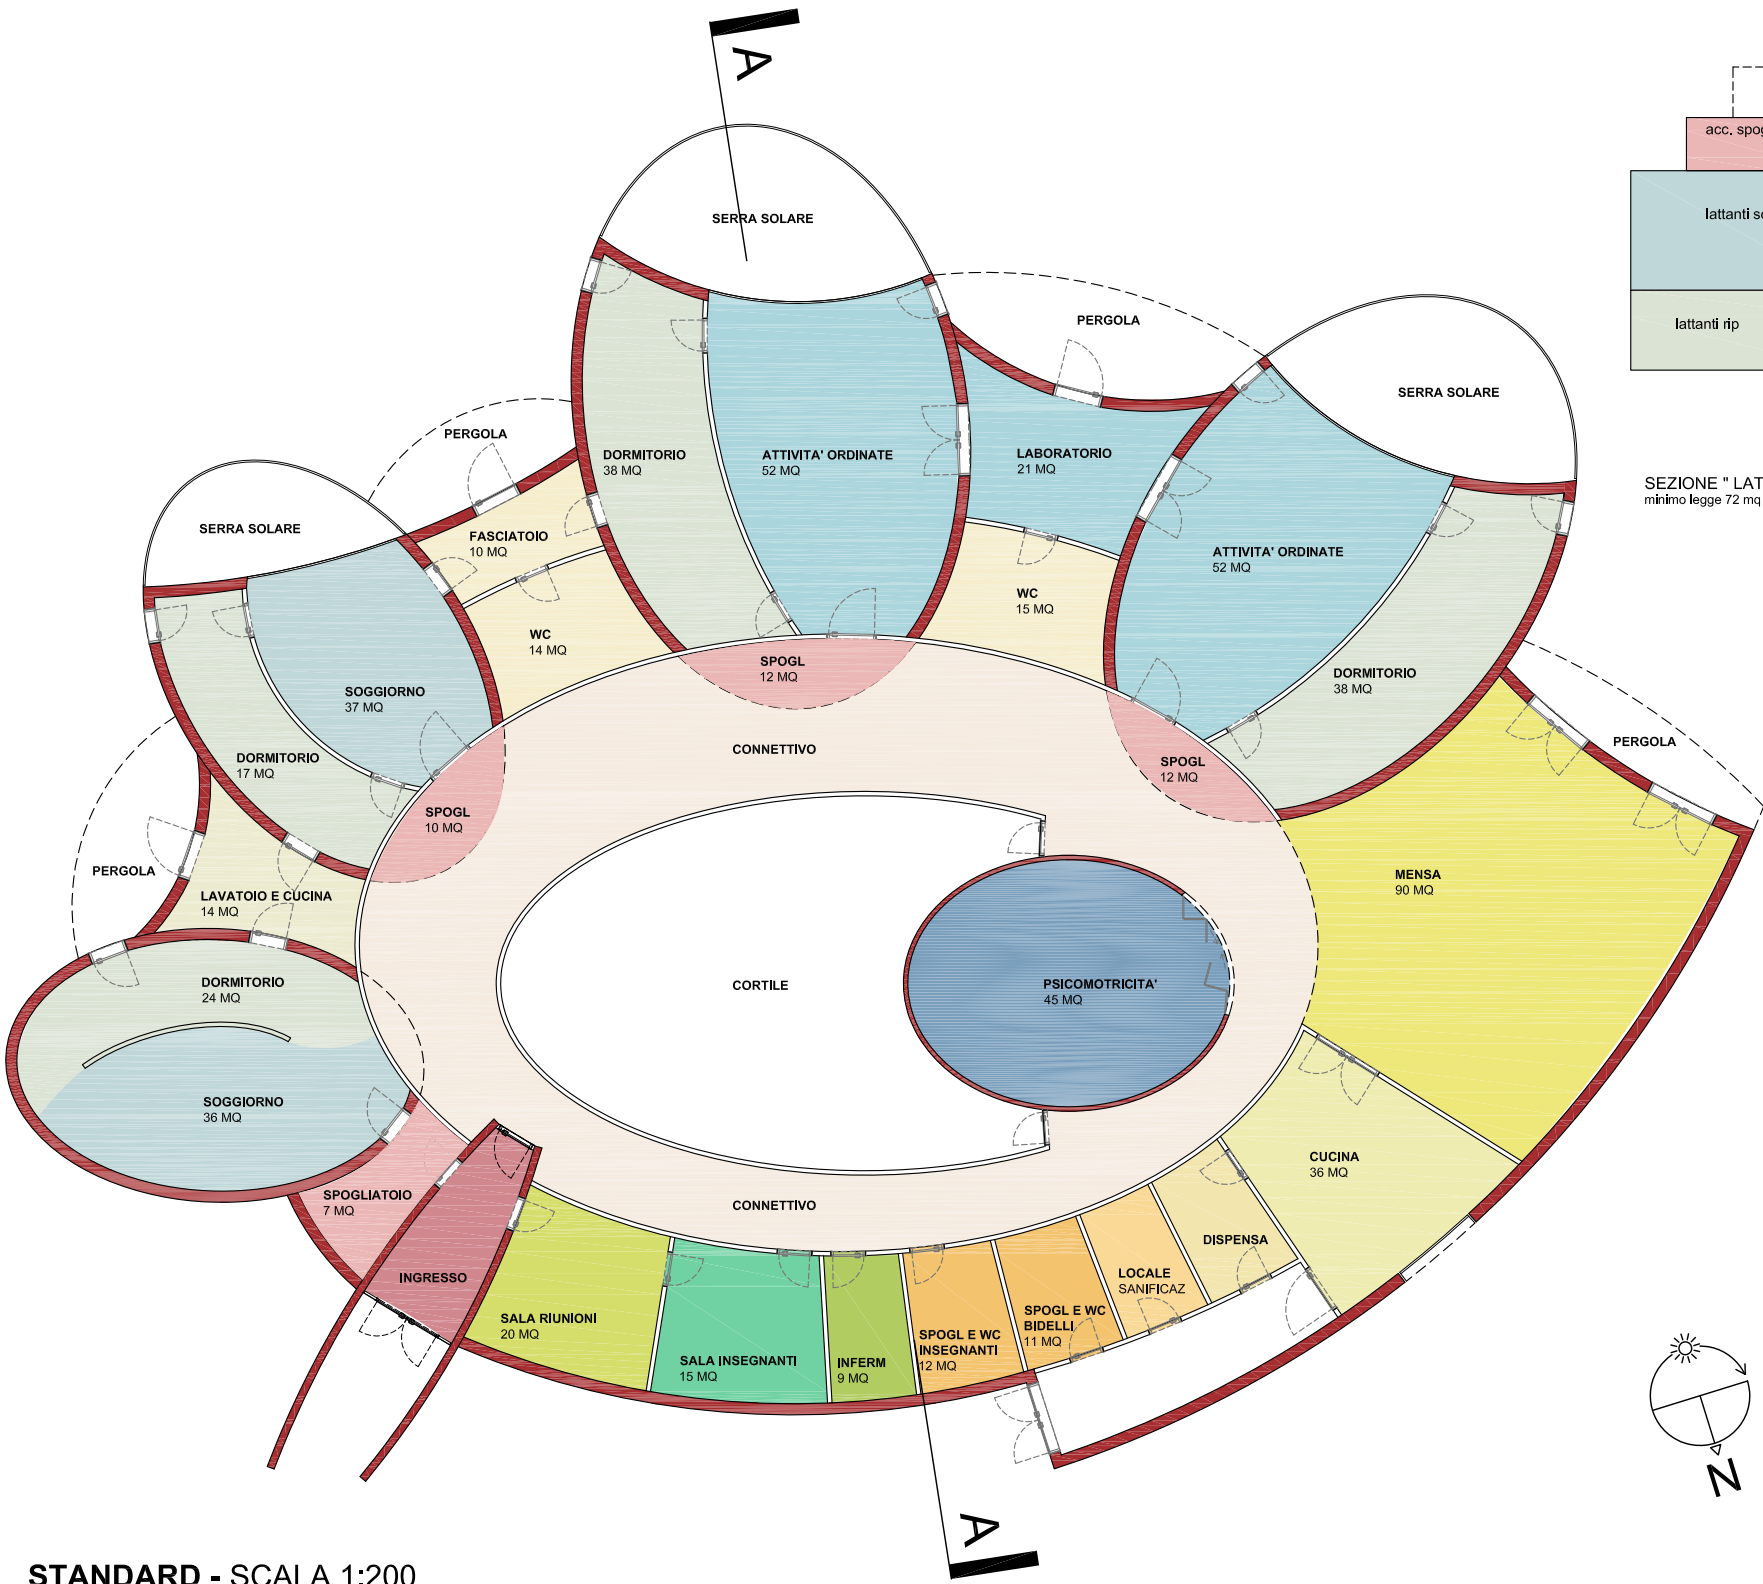 A
SERRA SOLARE
acc.
lattanti
lattanti rip
PERGOLA
SERRA SOLARE
PERGOLA
DORMITORIO
38 MQ
ATTIVITA' ORDINATE
52 MQ
LABORATORIO
21 MQ
SEZIONE "
minimo legge 72 mq
SERRA SOLARE
FASCIATOIO
10 MQ
ATTIVITA' ORDINATE
52 MQ
WC
15 MQ
WC
14 MQ
SPOGL
12 MQ
DORMITORIO
38 MQ
SOGGIORNO
37 MQ
CONNETTIVO
PERGOLA
DORMITORIO
17 MQ
SPOGL
12 MQ
SPOGL
10 MQ
PERGOLA
MENSA
90 MQ
LAVATOIO E CUCINA
14 MQ
DORMITORIO
24 MQ
CORTILE
PSICOMOTRICITA'
45 MQ
SOGGIORNO
36 MQ
CUCINA
36 MQ
SPOGLIATOIO
7 MQ
CONNETTIVO
DISPENSA
INGRESSO
LOCALE
SANIFICAZ
SALA RIUNIONI
20 MQ
SPOGL E WC
BIDELLI
11 MQ
SPOGL E WC
INSEGNANTI
12 MQ
SALA INSEGNANTI
15 MQ
INFERM
9 MQ
N
A
STANDARD - SCALA 1:200